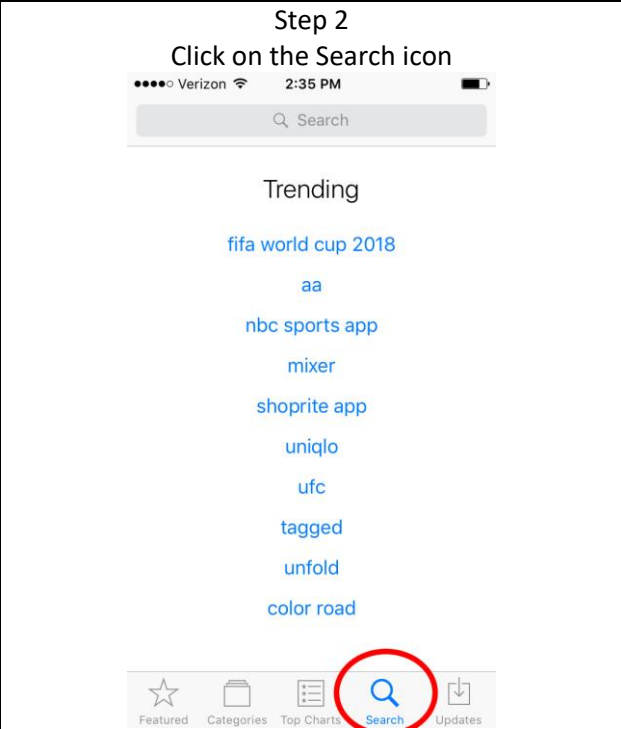 Step 2
Click on the Search icon
Verizon 2:35 PM
Search
Trending
fifa world cup 2018
aa
nbc sports app
mixer
shoprite app
uniqlo
ufc
tagged
unfold
color road
Featured Categories Top Charts Search Updates